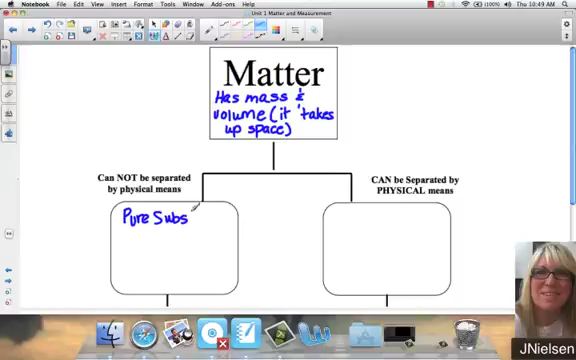 Notebook File Edit View Insert Format Tools Window Add-ons Help
(100%) Thu 10:49 AM
Unit 1 Matter and Measurement
Matter
Has mass &
volume (it takes
up space)
Can NOT be separated
by physical means
CAN be Separated by
PHYSICAL means
Pure Subs
JNielsen